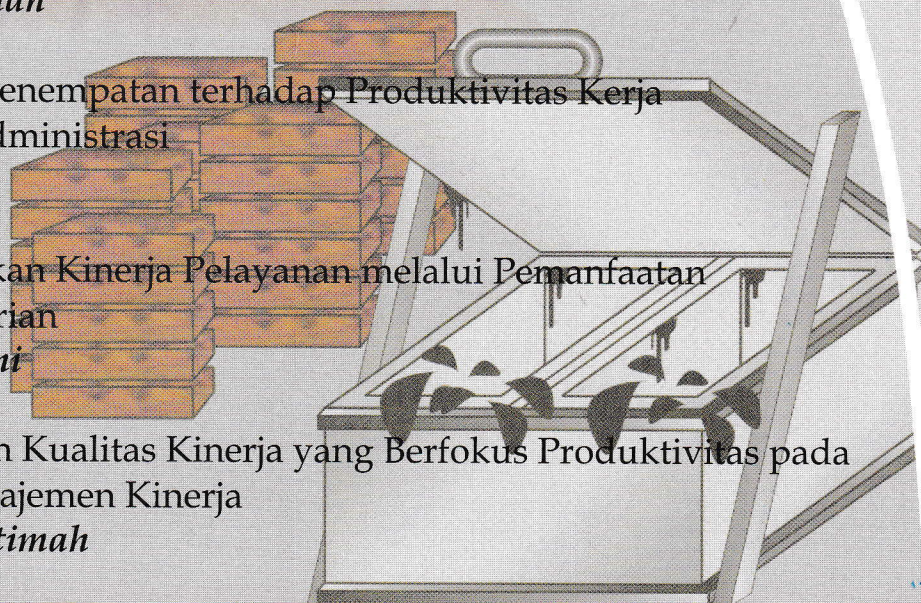 enempatan terhadap Produktivitas Kerja
dministrasi
kan Kinerja Pelayanan melalui Pemanfaatan
rian
ni
n Kualitas Kinerja yang Berfokus Produktivitas pada
ajemen Kinerja
timah